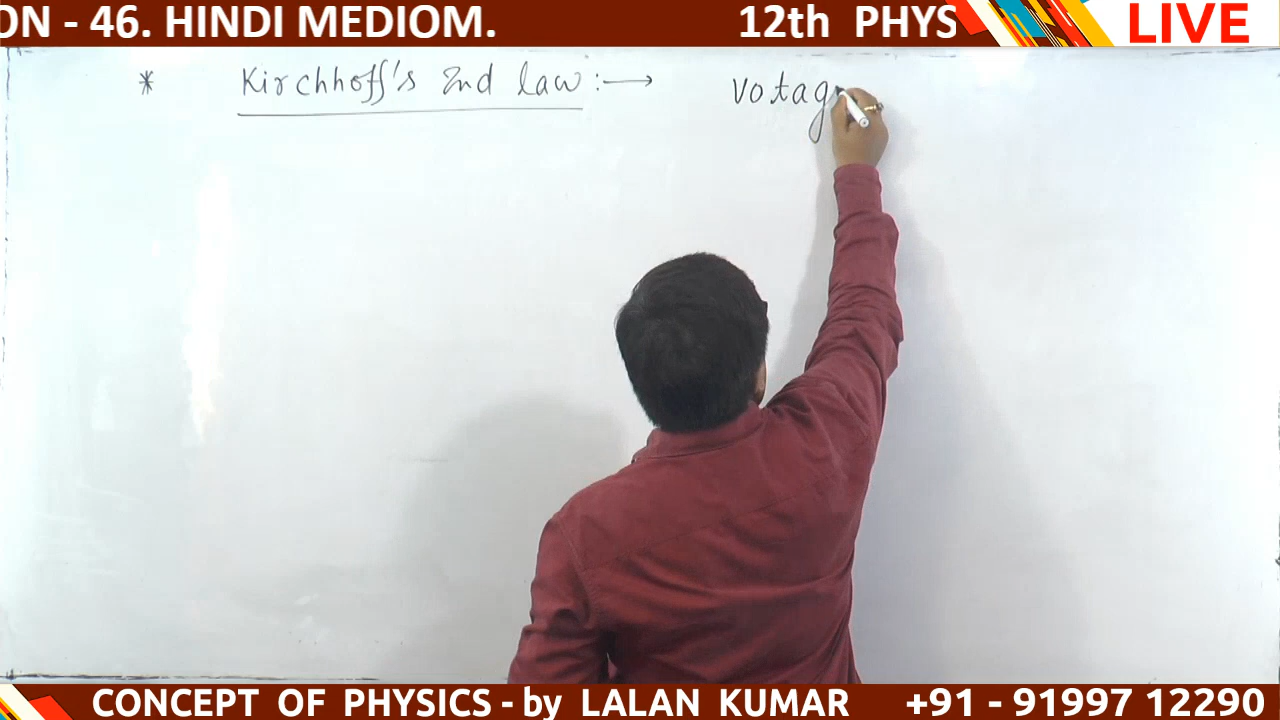 ON - 46. HINDI MEDIOM. 12th PHYS LIVE
* Kirchhoff's 2nd law :→ votag
CONCEPT OF PHYSICS - by LALAN KUMAR +91 - 91997 12290